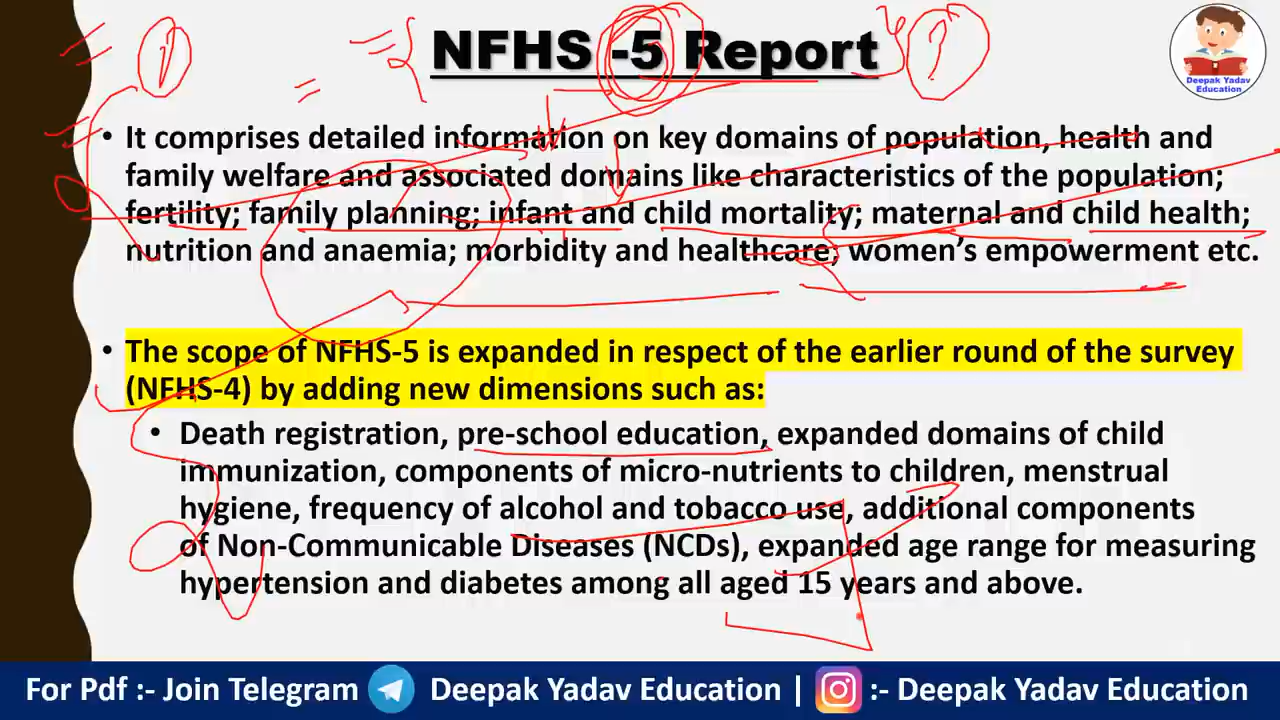 NFHS -5 Report
Deepak Yadav
Education
• It comprises detailed information on key domains of population, health and
family welfare and associated domains like characteristics of the population;
fertility; family planning; infant and child mortality; maternal and child health;
nutrition and anaemia; morbidity and healthcare; women's empowerment etc.
• The scope of NFHS-5 is expanded in respect of the earlier round of the survey
(NFHS-4) by adding new dimensions such as:
• Death registration, pre-school education, expanded domains of child
immunization, components of micro-nutrients to children, menstrual
hygiene, frequency of alcohol and tobacco use, additional components
of Non-Communicable Diseases (NCDs), expanded age range for measuring
hypertension and diabetes among all aged 15 years and above.
For Pdf :- Join Telegram Deepak Yadav Education | :- Deepak Yadav Education